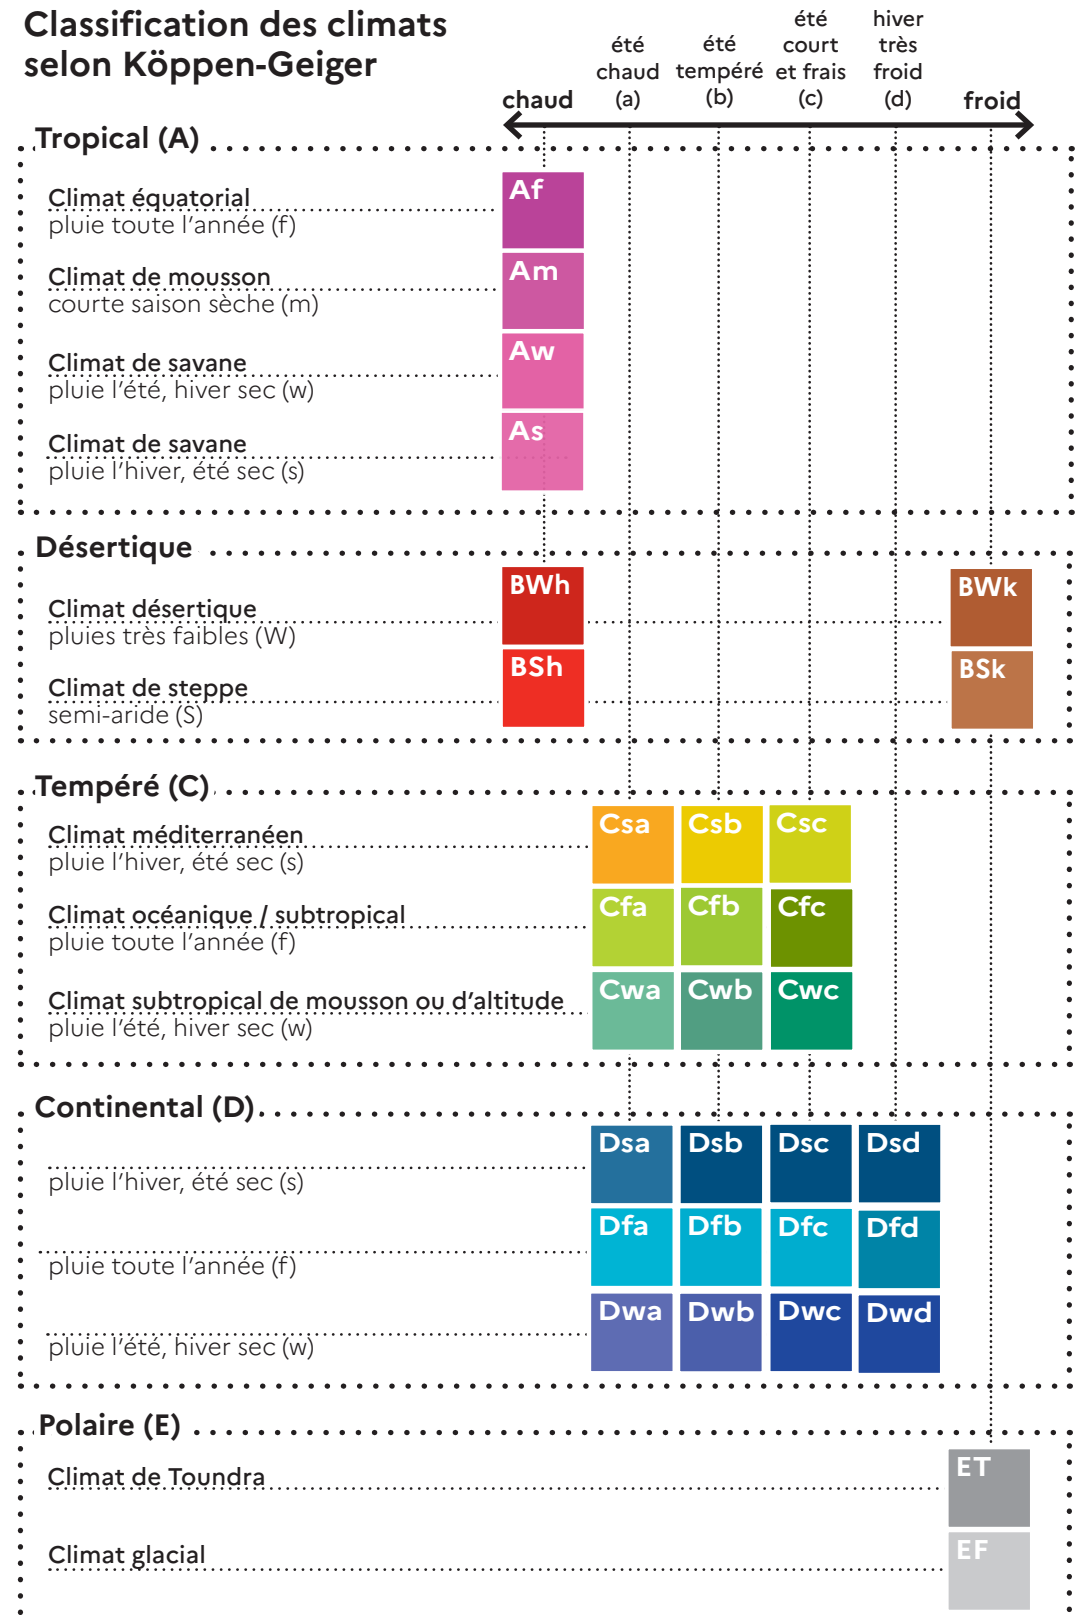 Classification des climats
selon Köppen-Geiger
chaud
été
chaud
(a)
été
tempéré
(b)
été
court
et frais
(c)
hiver
très
froid
(d)
froid
Tropical (A)
Climat équatorial
pluie toute l'année (f)
Af
Climat de mousson
courte saison sèche (m)
Am
Climat de savane
pluie l'été, hiver sec (w)
Aw
Climat de savane
pluie l'hiver, été sec (s)
As
Désertique
Climat désertique
pluies très faibles (W)
BWh BWk
Climat de steppe
semi-aride (S)
BSh BSk
Tempéré (C)
Climat méditerranéen
pluie l'hiver, été sec (s)
Csa Csb Csc
Climat océanique / subtropical
pluie toute l'année (f)
Cfa Cfb Cfc
Climat subtropical de mousson ou d'altitude
pluie l'été, hiver sec (w)
Cwa Cwb Cwc
Continental (D)
pluie l'hiver, été sec (s)
Dsa Dsb Dsc Dsd
pluie toute l'année (f)
Dfa Dfb Dfc Dfd
pluie l'été, hiver sec (w)
Dwa Dwb Dwc Dwd
Polaire (E)
Climat de Toundra
ET
Climat glacial
EF